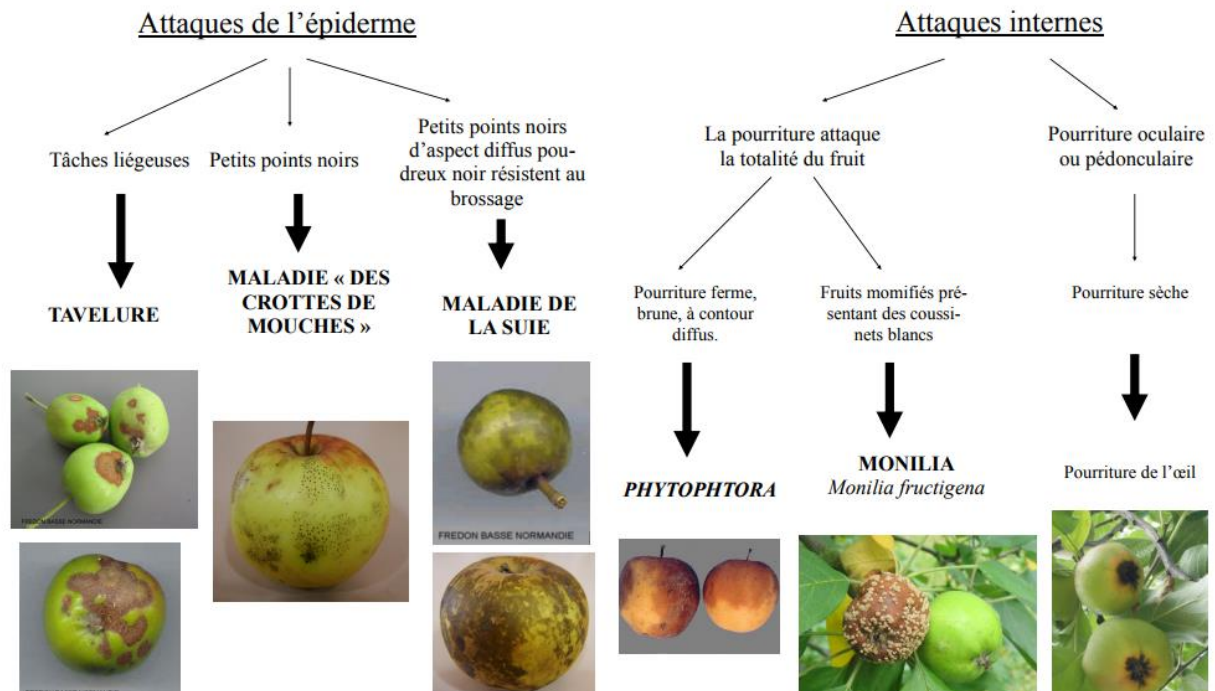 Attaques de l’épiderme
Attaques internes
Tâches liégeuses
Petits points noirs
Petits points noirs
d’aspect diffus pou-
dreux noir résistent au
brossage
La pourriture attaque
la totalité du fruit
Pourriture oculaire
ou pédonculaire
TAVELURE
MALADIE « DES
CROTTES DE
MOUCHES »
MALADIE DE
LA SUIE
Pourriture ferme,
brune, à contour
diffus.
Fruits momifiés pré-
sentant des coussi-
nets blancs
Pourriture sèche
PHYTOPHTORA
MONILIA
Monilia fructigena
Pourriture de l’œil
FREDON BASSE NORMANDIE
FREDON BASSE NORMANDIE